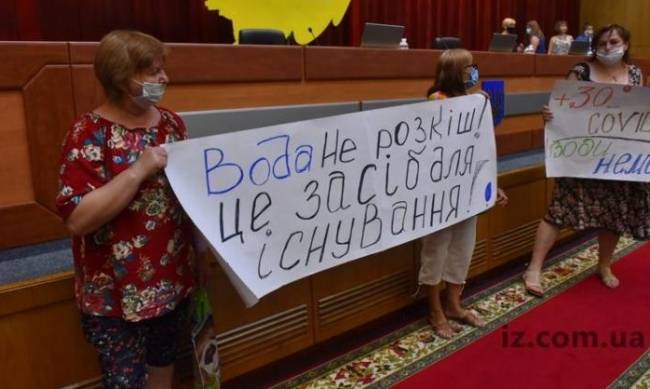 Вода не розкіш!
це засіб для
існування!
+30°
COVID
Води
нема
iz.com.ua